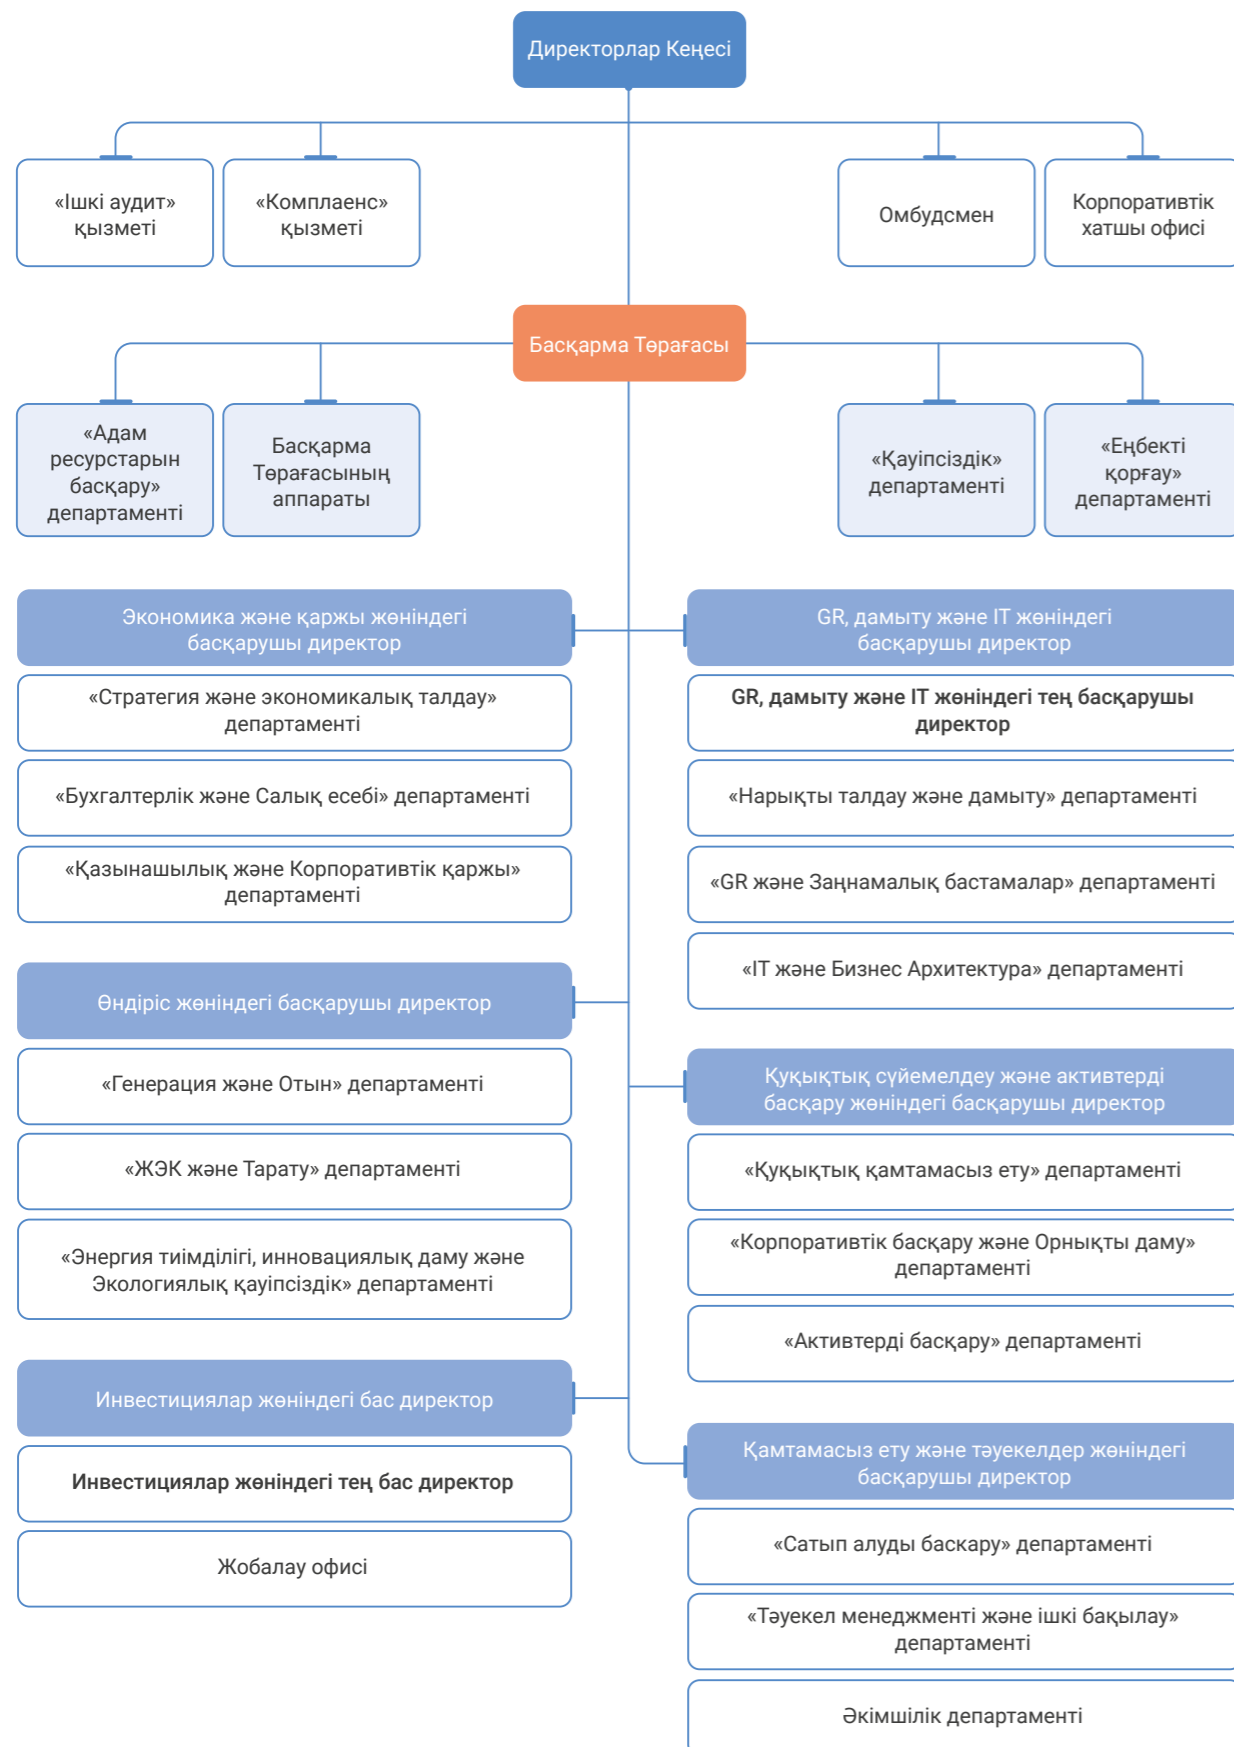 Директорлар Кеңесі
«Ішкі аудит»
қызметі
«Комплаенс»
қызметі
Омбудсмен
Корпоративтік
хатшы офисі
Басқарма Төрағасы
«Адам
ресурстарын
басқару»
департаменті
Басқарма
Төрағасының
аппараты
«Қауіпсіздік»
департаменті
«Еңбекті
қорғау»
департаменті
Экономика және қаржы жөніндегі
басқарушы директор
«Стратегия және экономикалық талдау»
департаменті
«Бухгалтерлік және Салық есебі» департаменті
«Қазынашылық және Корпоративтік қаржы»
департаменті
Өндіріс жөніндегі басқарушы директор
«Генерация және Отын» департаменті
«ЖЭК және Тарату» департаменті
«Энергия тиімділігі, инновациялық даму және
Экологиялық қауіпсіздік» департаменті
Инвестициялар жөніндегі бас директор
Инвестициялар жөніндегі тең бас директор
Жобалау офисі
GR, дамыту және IT жөніндегі
басқарушы директор
GR, дамыту және IT жөніндегі тең басқарушы
директор
«Нарықты талдау және дамыту» департаменті
«GR және Заңнамалық бастамалар» департаменті
«IT және Бизнес Архитектура» департаменті
Құқықтық сүйемелдеу және активтерді
басқару жөніндегі басқарушы директор
«Құқықтық қамтамасыз ету» департаменті
«Корпоративтік басқару және Орнықты даму»
департаменті
«Активтерді басқару» департаменті
Қамтамасыз ету және тәуекелдер жөніндегі
басқарушы директор
«Сатып алуды баскару» департаменті
«Тәуекел менеджменті және ішкі бақылау»
департаменті
Әкімшілік департаменті